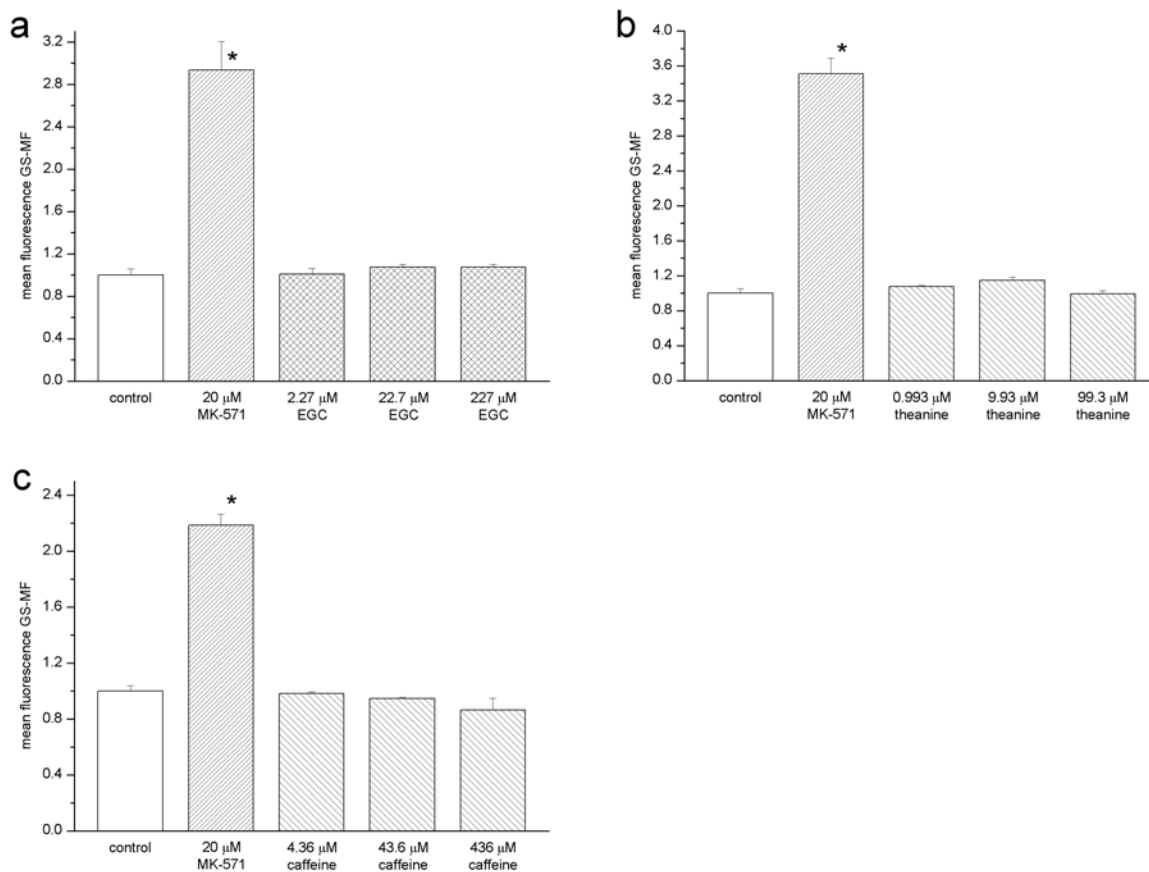 a
mean fluorescence GS-MF
3.2
2.8
2.4
2.0
1.6
1.2
0.8
0.4
0.0
*
control
20 μM
MK-571
2.27 μM
EGC
22.7 μM
EGC
227 μM
EGC
b
mean fluorescence GS-MF
4.0
3.6
3.2
2.8
2.4
2.0
1.6
1.2
0.8
0.4
0.0
*
control
20 μM
MK-571
0.993 μM
theanine
9.93 μM
theanine
99.3 μM
theanine
c
mean fluorescence GS-MF
2.4
2.0
1.6
1.2
0.8
0.4
0.0
*
control
20 μM
MK-571
4.36 μM
caffeine
43.6 μM
caffeine
436 μM
caffeine